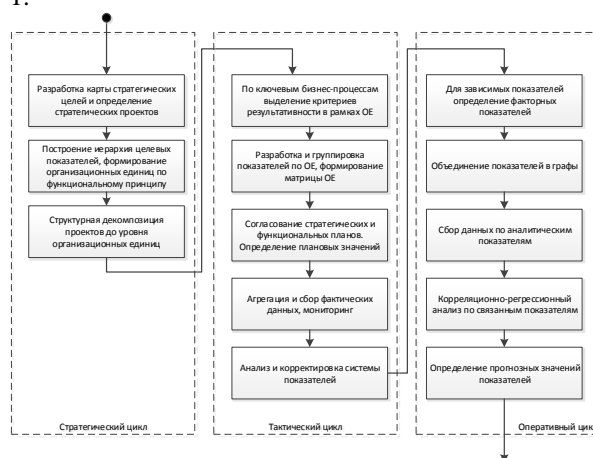 1.
Разработка карты стратегических
целей и определение
стратегических проектов
Построение иерархия целевых
показателей, формирование
организационных единиц по
функциональному принципу
Структурная декомпозиция
проектов до уровня
организационных единиц
Стратегический цикл
По ключевым бизнес-процессам
выделение критериев
результативности в рамках ОЕ
Разработка и группировка
показателей по ОЕ, формирование
матрицы ОЕ
Согласование стратегических и
функциональных планов.
Определение плановых значений
Агрегация и сбор фактических
данных, мониторинг
Анализ и корректировка системы
показателей
Тактический цикл
Для зависимых показателей
определение факторных
показателей
Объединение показателей в графы
Сбор данных по аналитическим
показателям
Корреляционно-регрессионный
анализ по связанным показателям
Определение прогнозных значений
показателей
Оперативный цик